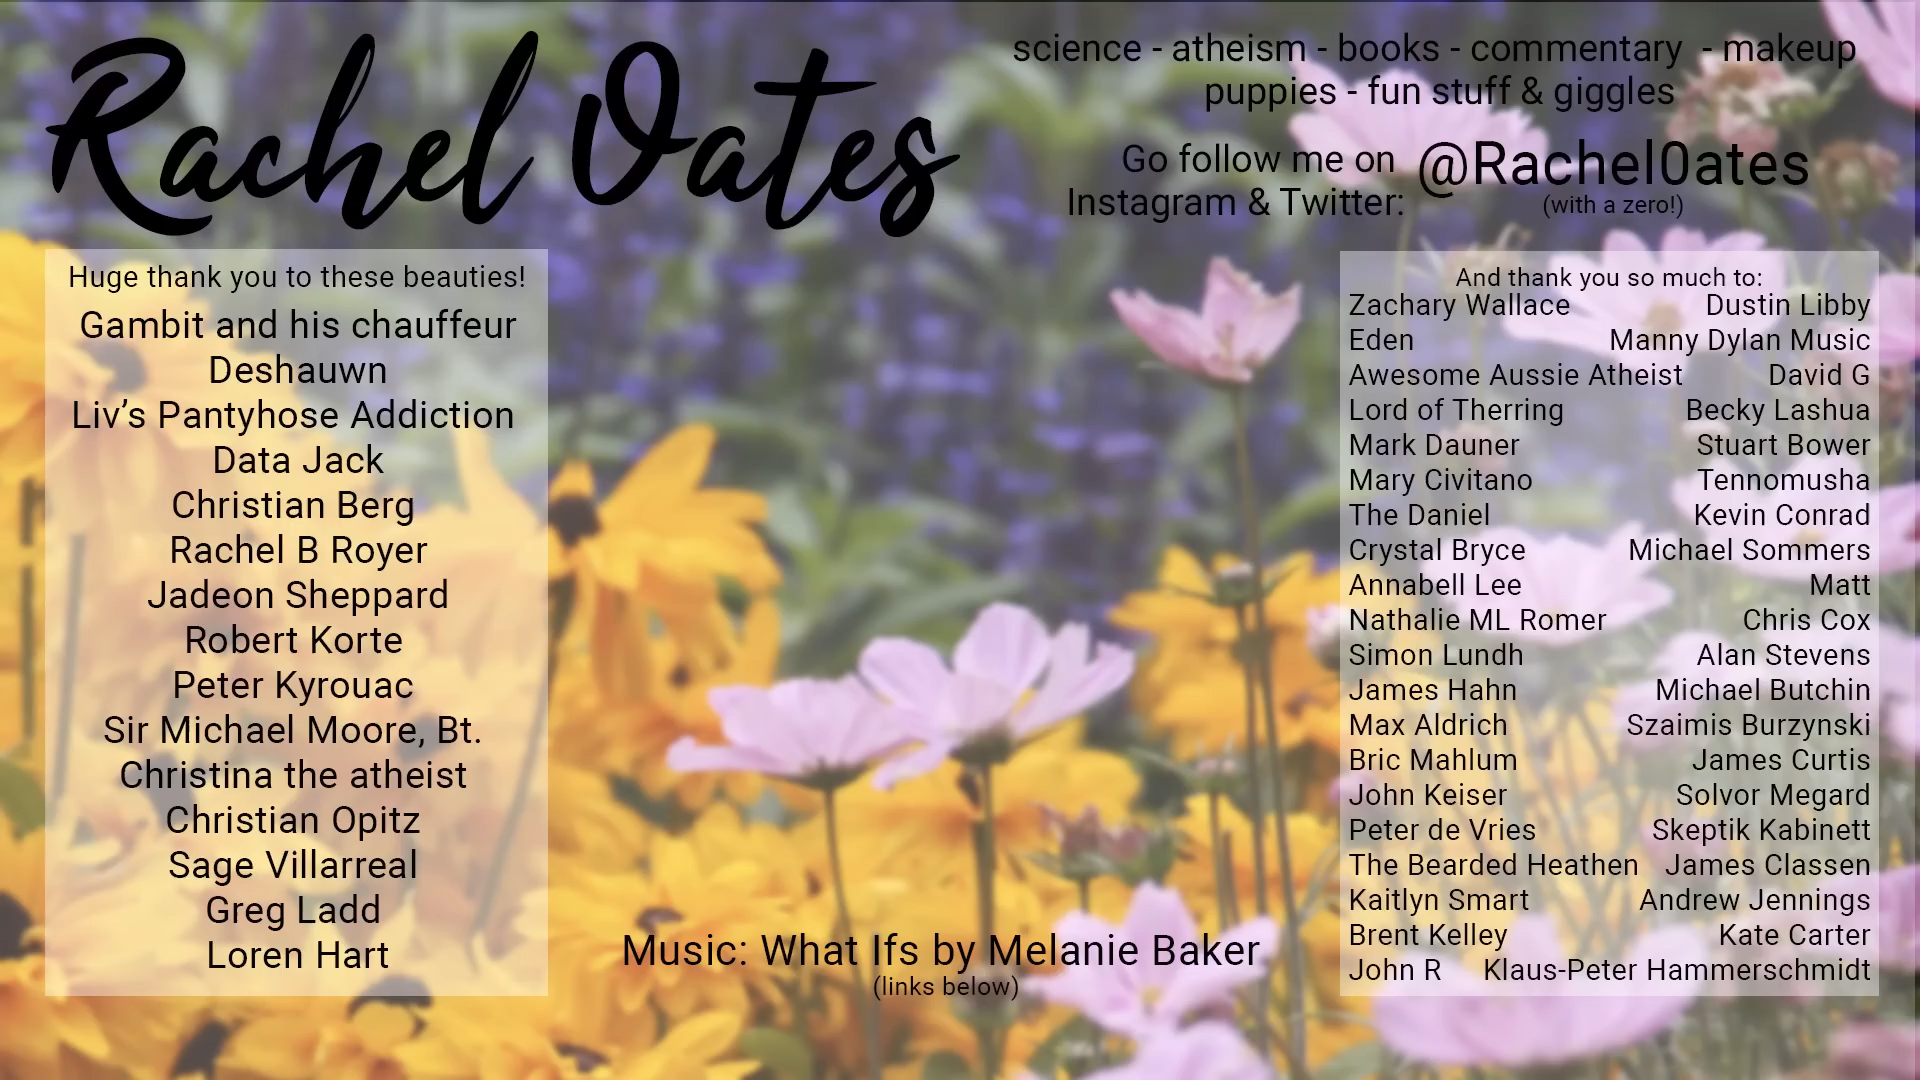 Rachel Oates
science - atheism - books - commentary - makeup
puppies - fun stuff & giggles
Go follow me on
Instagram & Twitter:
@Rachel0ates
(with a zero!)
Huge thank you to these beauties!
Gambit and his chauffeur
Deshauwn
Liv’s Pantyhose Addiction
Data Jack
Christian Berg
Rachel B Royer
Jadeon Sheppard
Robert Korte
Peter Kyrouac
Sir Michael Moore, Bt.
Christina the atheist
Christian Opitz
Sage Villarreal
Greg Ladd
Loren Hart
Music: What Ifs by Melanie Baker
(links below)
And thank you so much to:
Zachary Wallace Dustin Libby
Eden Manny Dylan Music
Awesome Aussie Atheist David G
Lord of Therring Becky Lashua
Mark Dauner Stuart Bower
Mary Civitano Tennomusha
The Daniel Kevin Conrad
Crystal Bryce Michael Sommers
Annabell Lee Matt
Nathalie ML Romer Chris Cox
Simon Lundh Alan Stevens
James Hahn Michael Butchin
Max Aldrich Szaimis Burzynski
Bric Mahlum James Curtis
John Keiser Solvor Megard
Peter de Vries Skeptik Kabinett
The Bearded Heathen James Classen
Kaitlyn Smart Andrew Jennings
Brent Kelley Kate Carter
John R Klaus-Peter Hammerschmidt